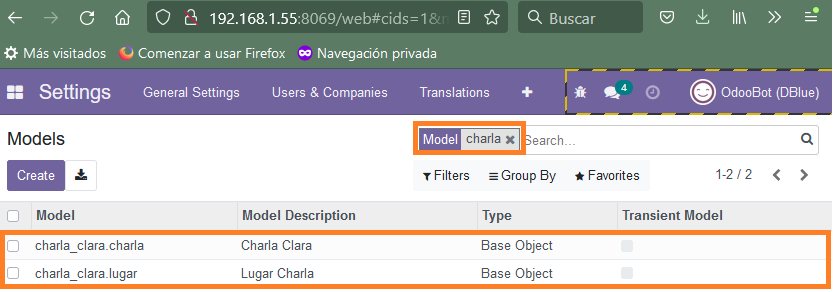 192.168.1.55:8069/web#cids=1&
Buscar
Más visitados Comenzar a usar Firefox Navegación privada
Settings General Settings Users & Companies Translations 4 OdooBot (DBlue)
Models Model charla Search...
Create Filters Group By Favorites 1-2 / 2
Model Model Description Type Transient Model
charla_clara.charla Charla Clara Base Object
charla_clara.lugar Lugar Charla Base Object